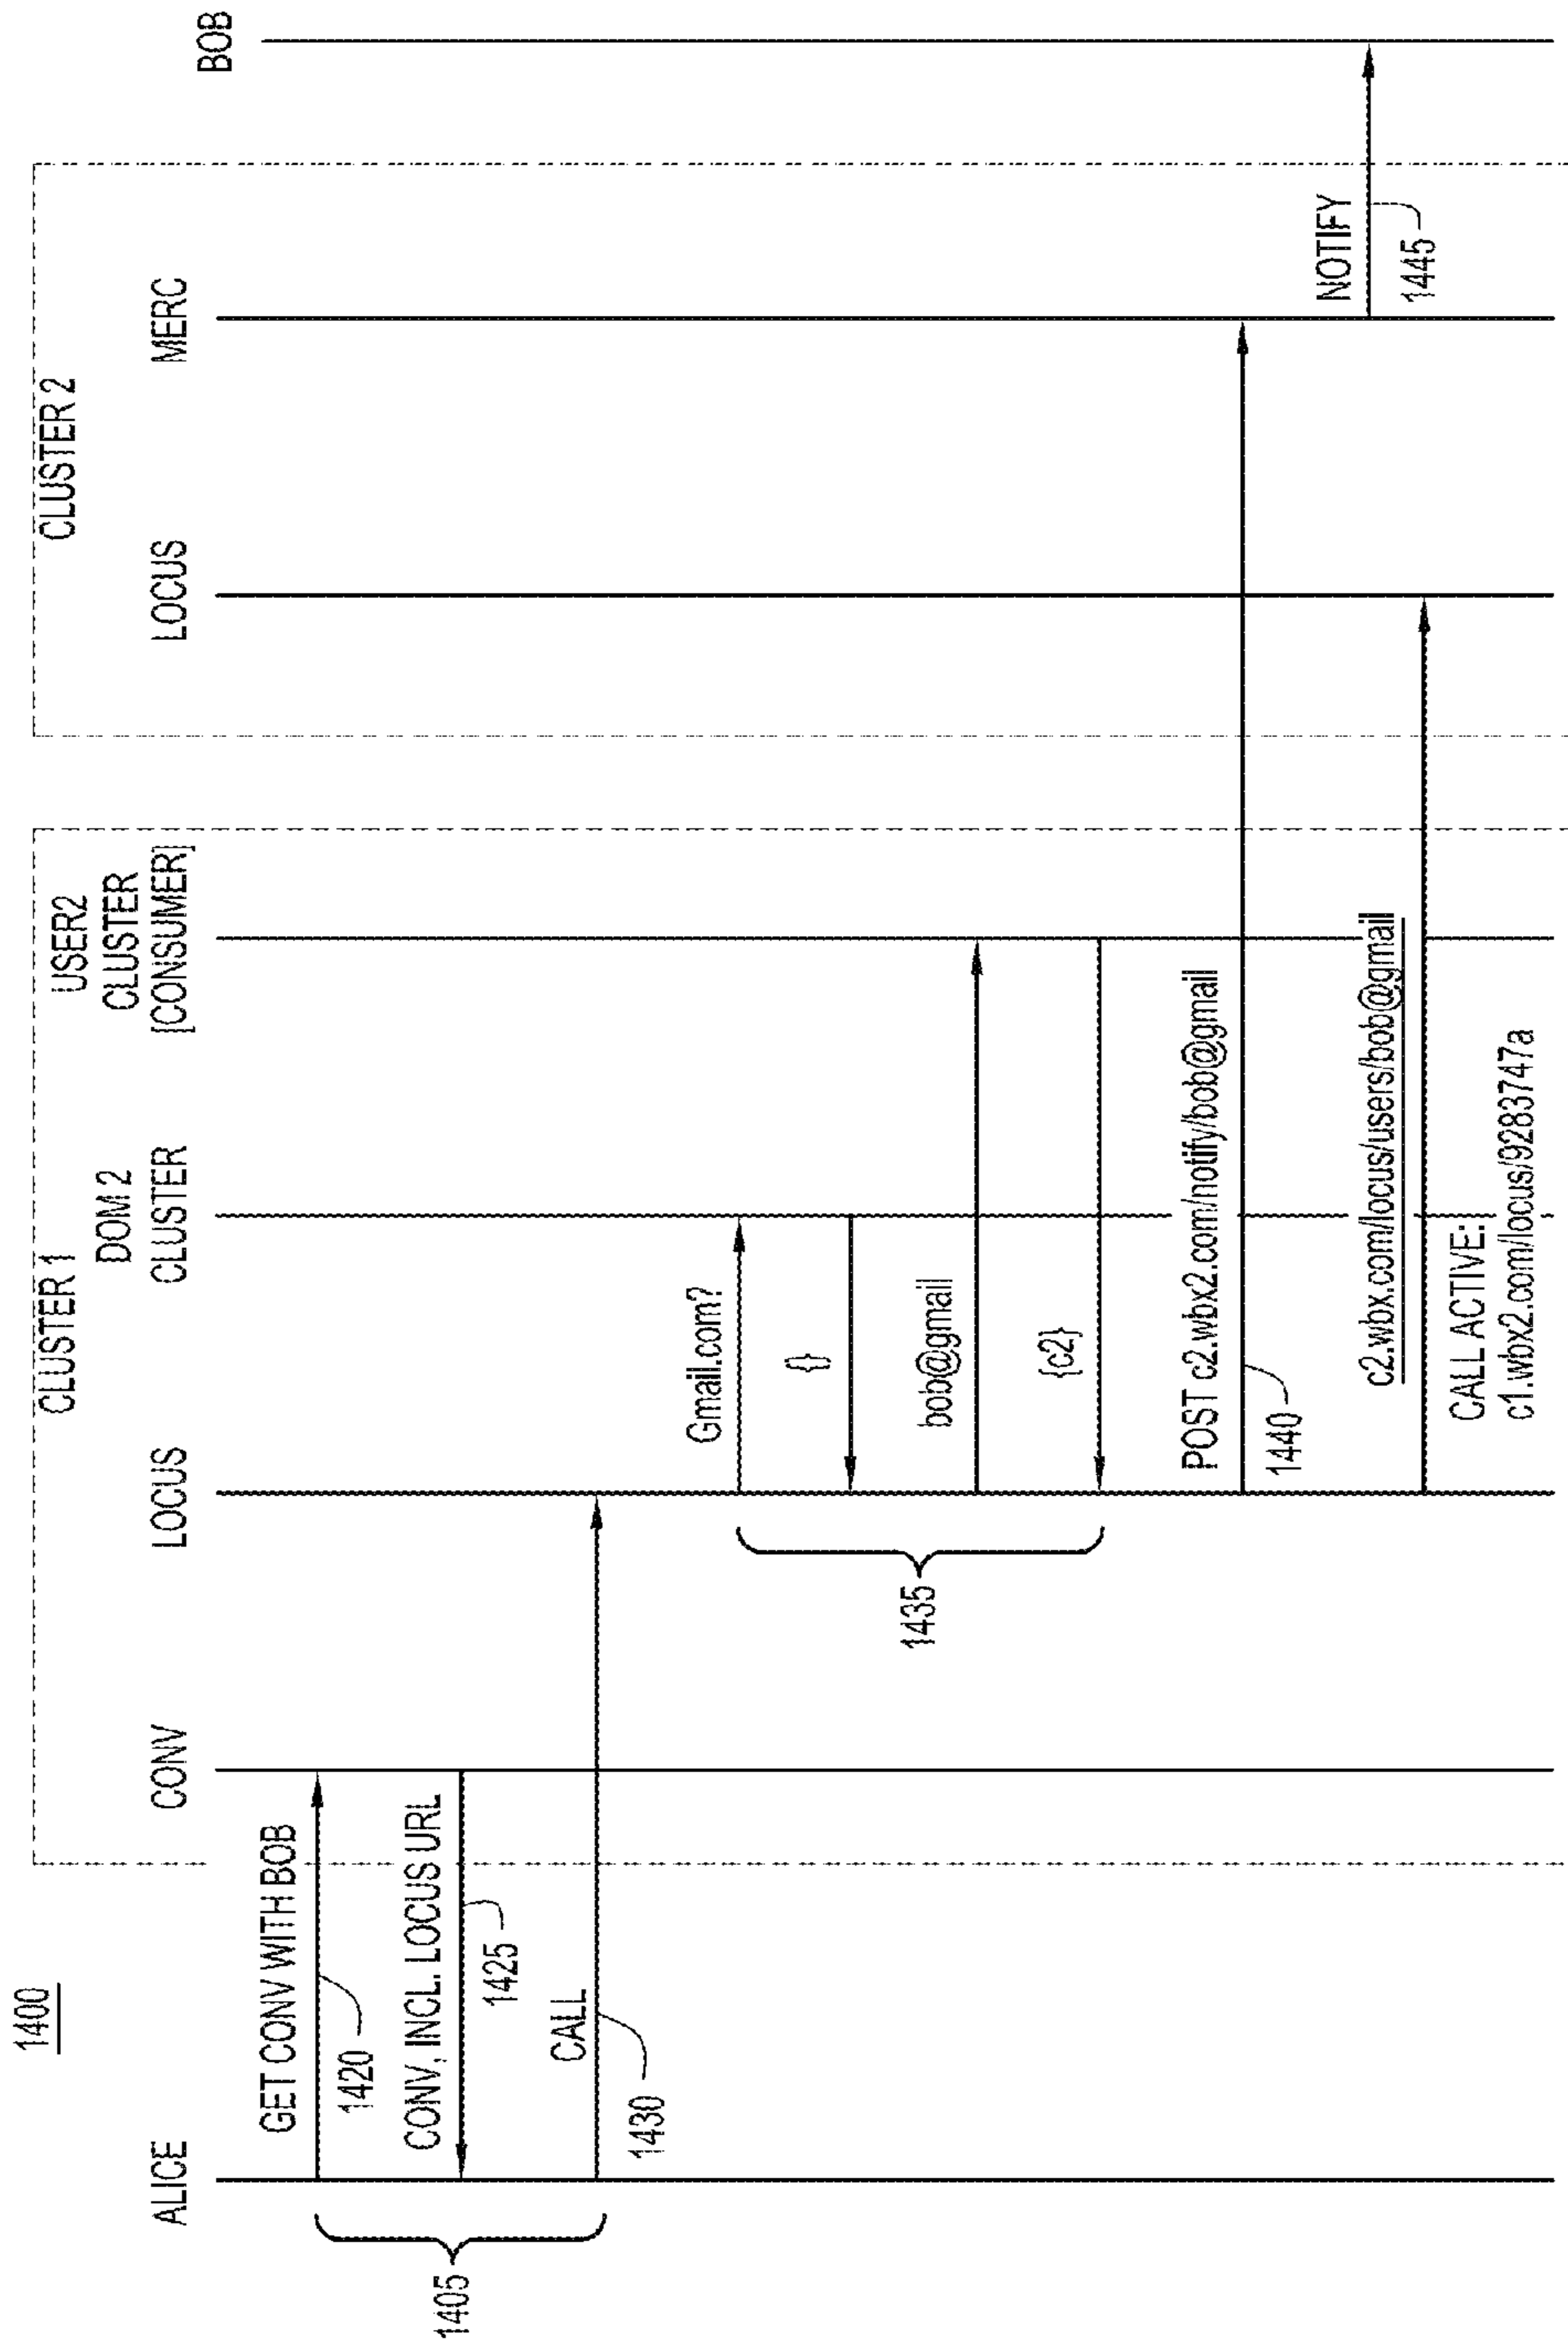 1400
CLUSTER 1
CLUSTER 2
ALICE
CONV
LOCUS
DOM 2
CLUSTER
USER2
CLUSTER
[CONSUMER]
LOCUS
MERC
BOB
GET CONV WITH BOB
1420
CONV, INCL. LOCUS URL
1425
CALL
1430
1405
Gmail.com?
{}
bob@gmail
{c2}
1435
POST c2.wbx2.com/notify/bob@gmail
1440
NOTIFY
1445
c2.wbx.com/locus/users/bob@gmail
CALL ACTIVE:
c1.wbx2.com/locus/9283747a